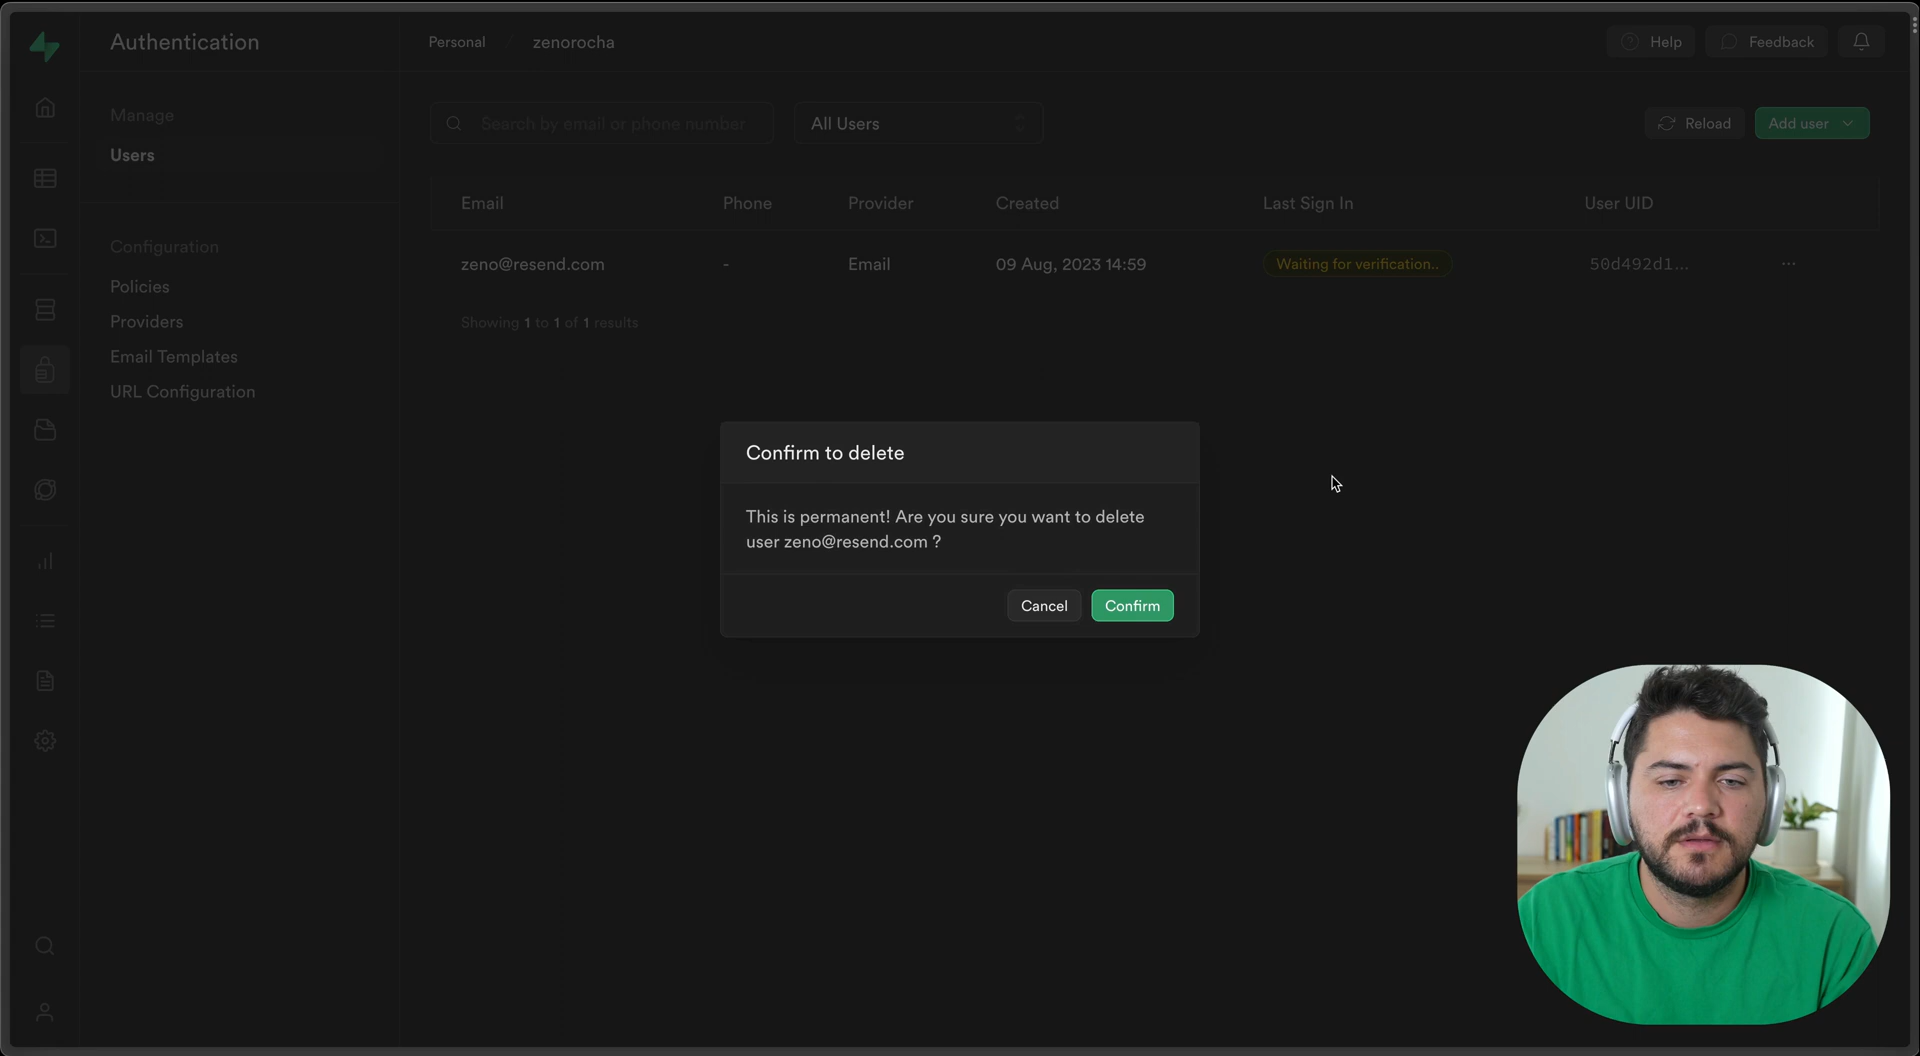 Authentication
Personal / zenorocha
Help
Feedback
Manage
Users
Configuration
Policies
Providers
Email Templates
URL Configuration
Search by email or phone number
All Users
Reload
Add user
Email Phone Provider Created Last Sign In User UID
zeno@resend.com - Email 09 Aug, 2023 14:59 Waiting for verification.. 50d492d1...
Showing 1 to 1 of 1 results
Confirm to delete
This is permanent! Are you sure you want to delete
user zeno@resend.com ?
Cancel
Confirm